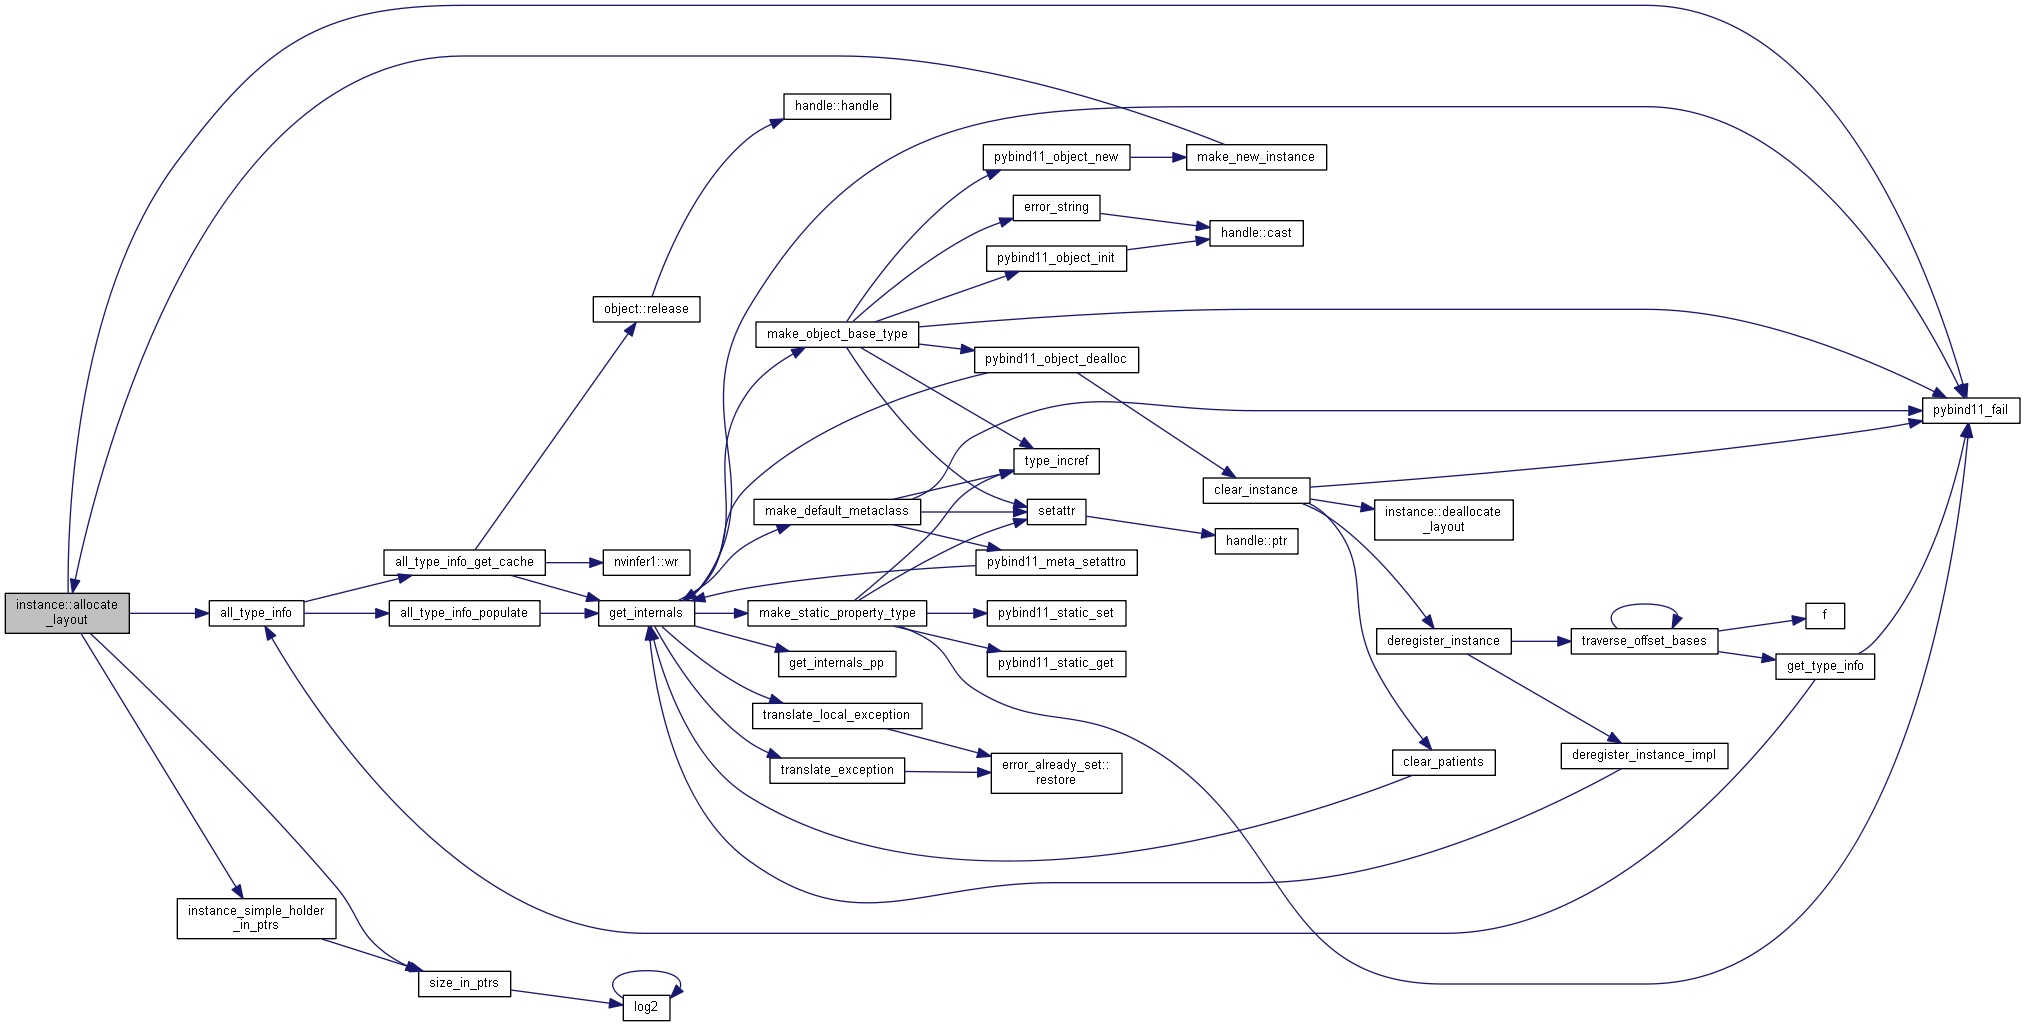 handle::handle
pybind11_object_new
make_new_instance
error_string
handle::cast
pybind11_object_init
object::release
make_object_base_type
pybind11_object_dealloc
pybind11_fail
type_incref
clear_instance
make_default_metaclass
setattr
instance::deallocate
_layout
handle::ptr
all_type_info_get_cache
nvinfer1::wr
pybind11_meta_setattro
instance::allocate
_layout
all_type_info
all_type_info_populate
get_internals
make_static_property_type
pybind11_static_set
f
deregister_instance
traverse_offset_bases
get_internals_pp
pybind11_static_get
get_type_info
translate_local_exception
deregister_instance_impl
clear_patients
translate_exception
error_already_set::
restore
instance_simple_holder
_in_ptrs
size_in_ptrs
log2